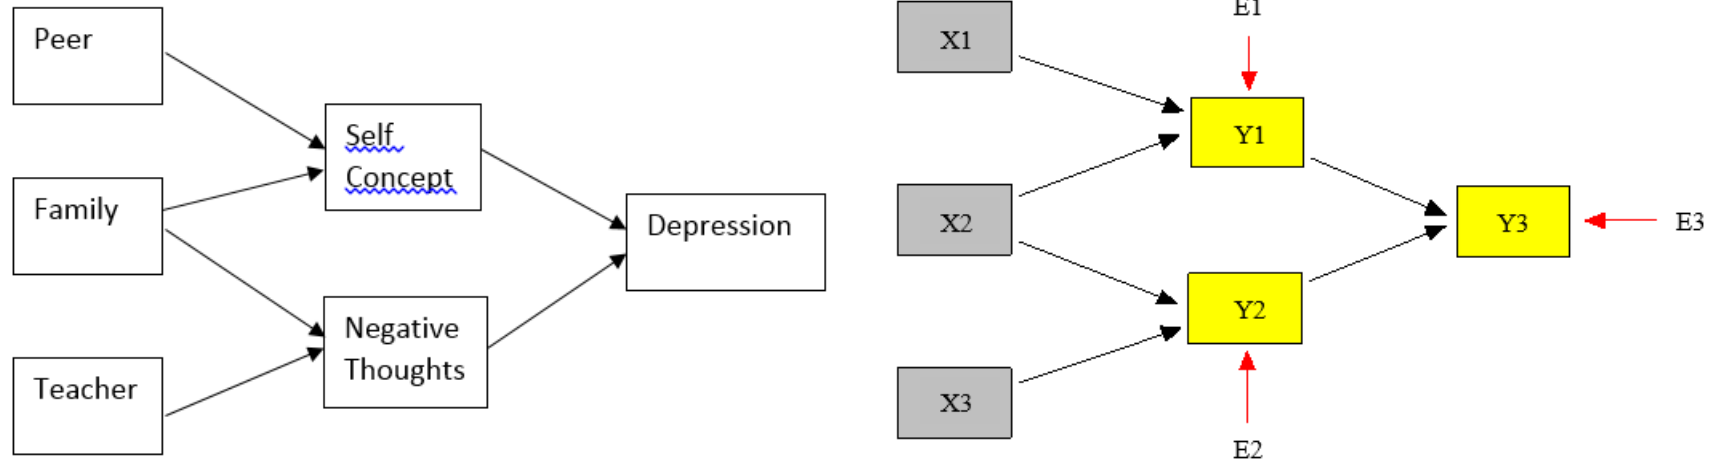 Peer
Family
Teacher
Self
Concept
Negative
Thoughts
Depression
X1
X2
X3
E1
Y1
Y2
E2
Y3
E3